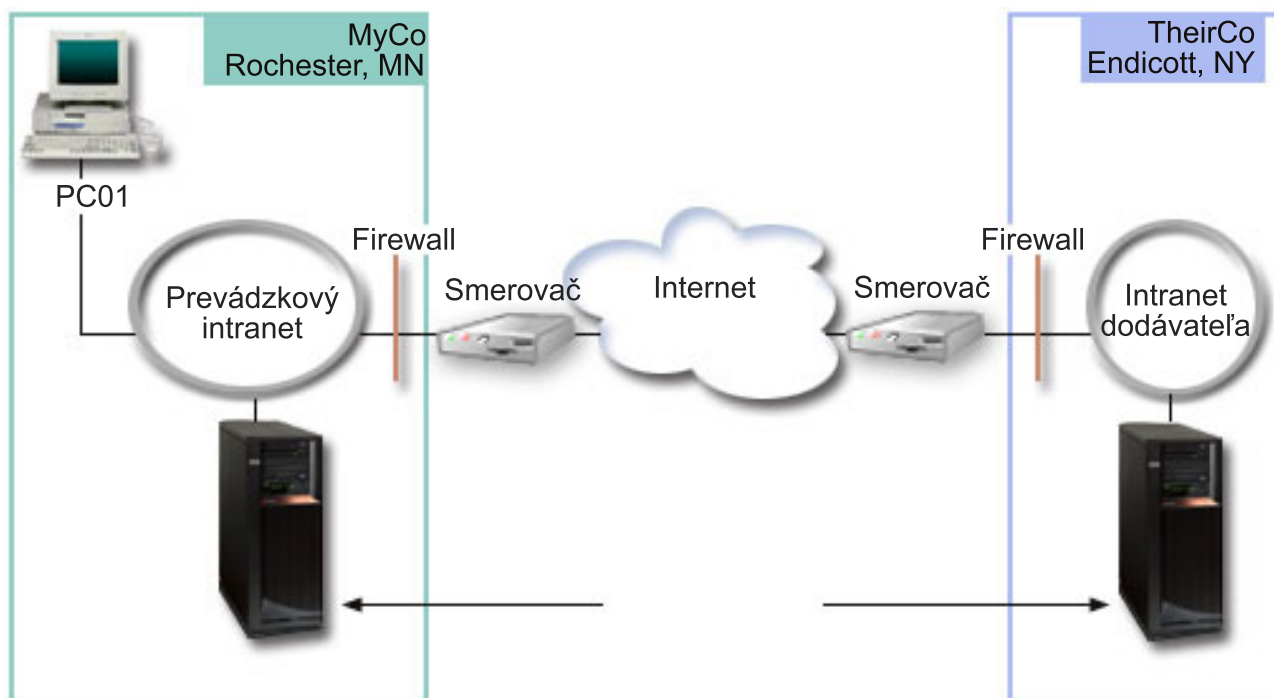 MyCo
Rochester, MN
TheirCo
Endicott, NY
PC01
Firewall
Firewall
Smerovač
Internet
Smerovač
Prevádzkový
intranet
Intranet
dodávateľa